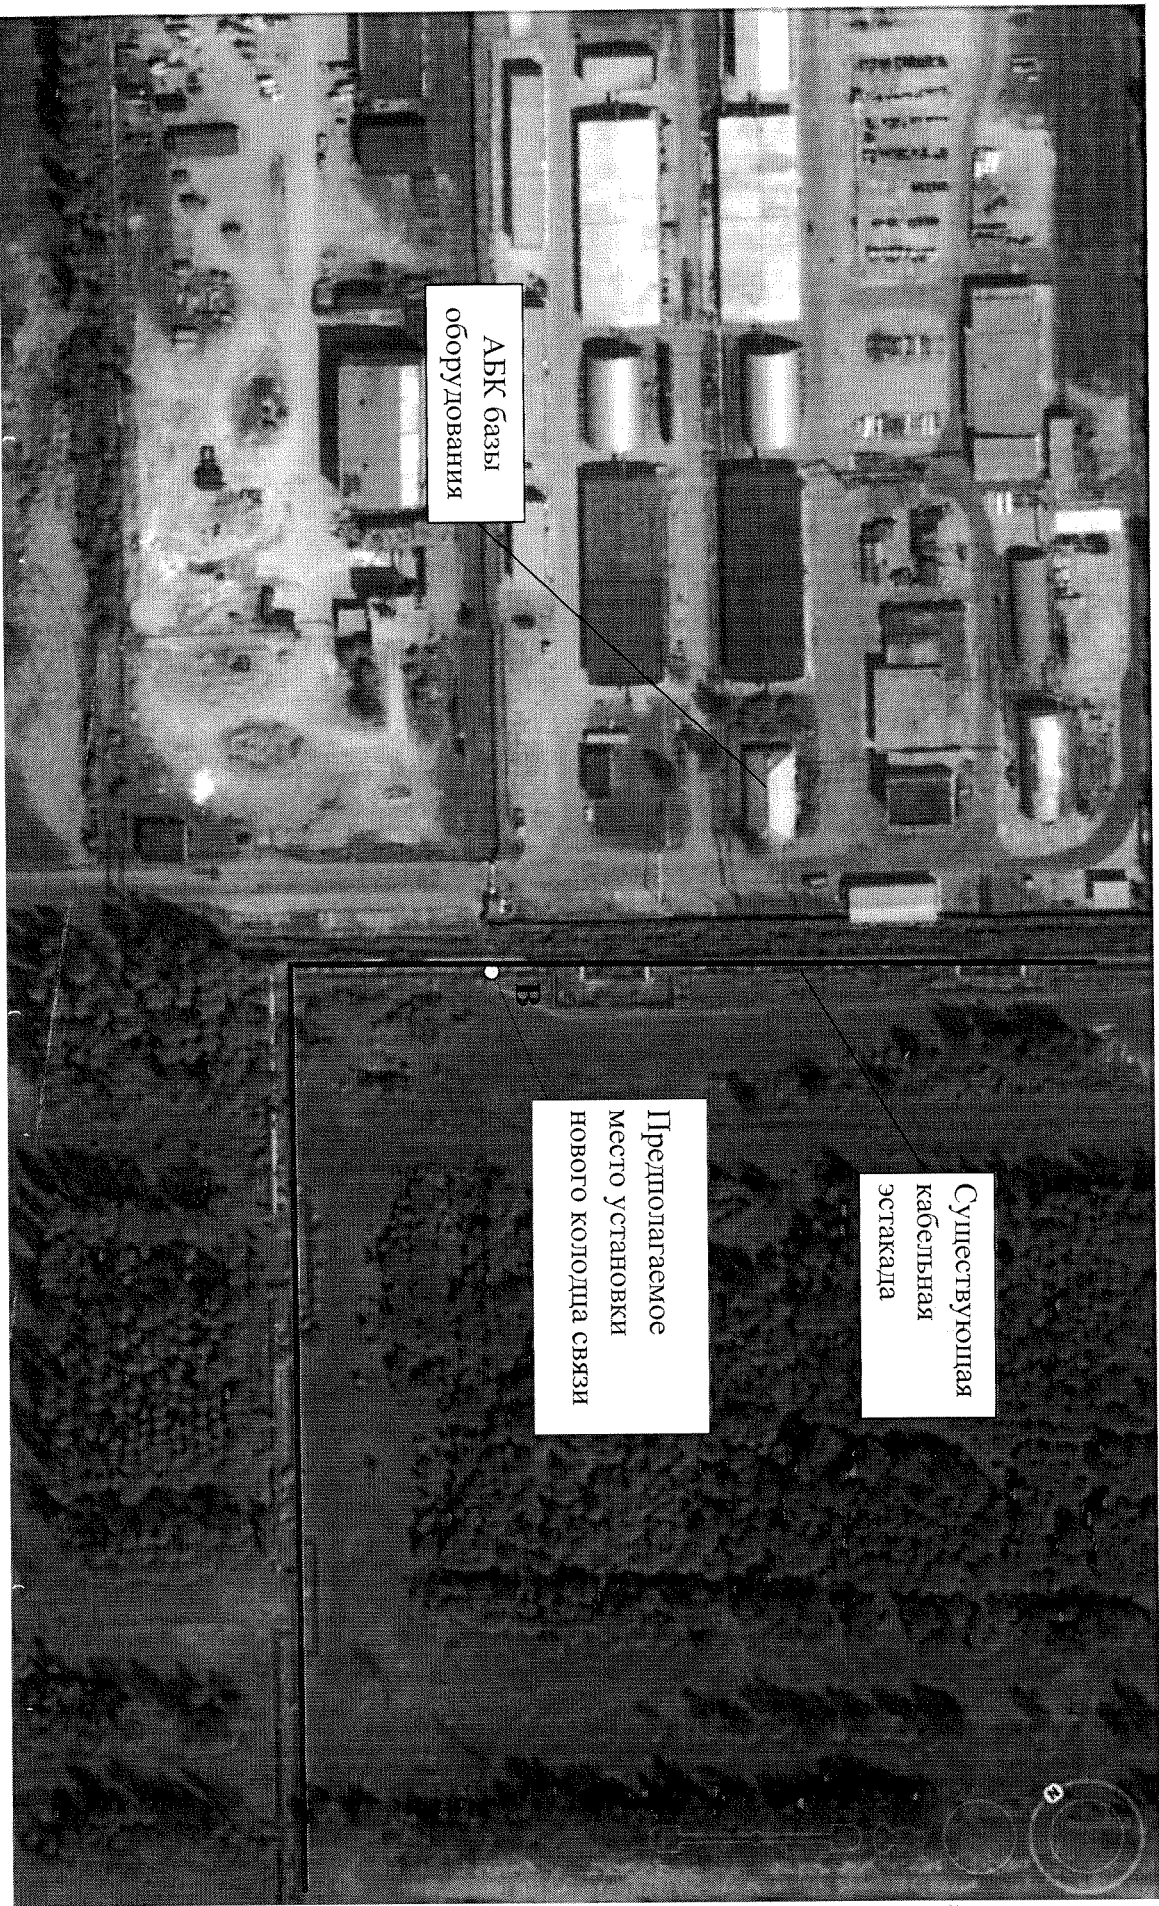 АБК базы
оборудования
В
Существующая
кабельная
эстакада
Предполагаемое
место установки
нового колодца связи